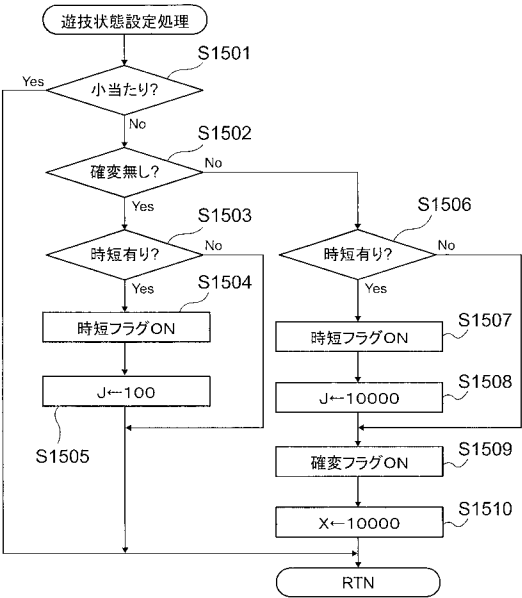 遊技状態設定処理
S1501
小当たり?
Yes
No
S1502
確変無し?
No
Yes
S1503
時短有り?
No
Yes
S1504
時短フラグON
J←100
S1505
S1506
時短有り?
No
Yes
S1507
時短フラグON
S1508
J←10000
S1509
確変フラグON
S1510
X←10000
RTN